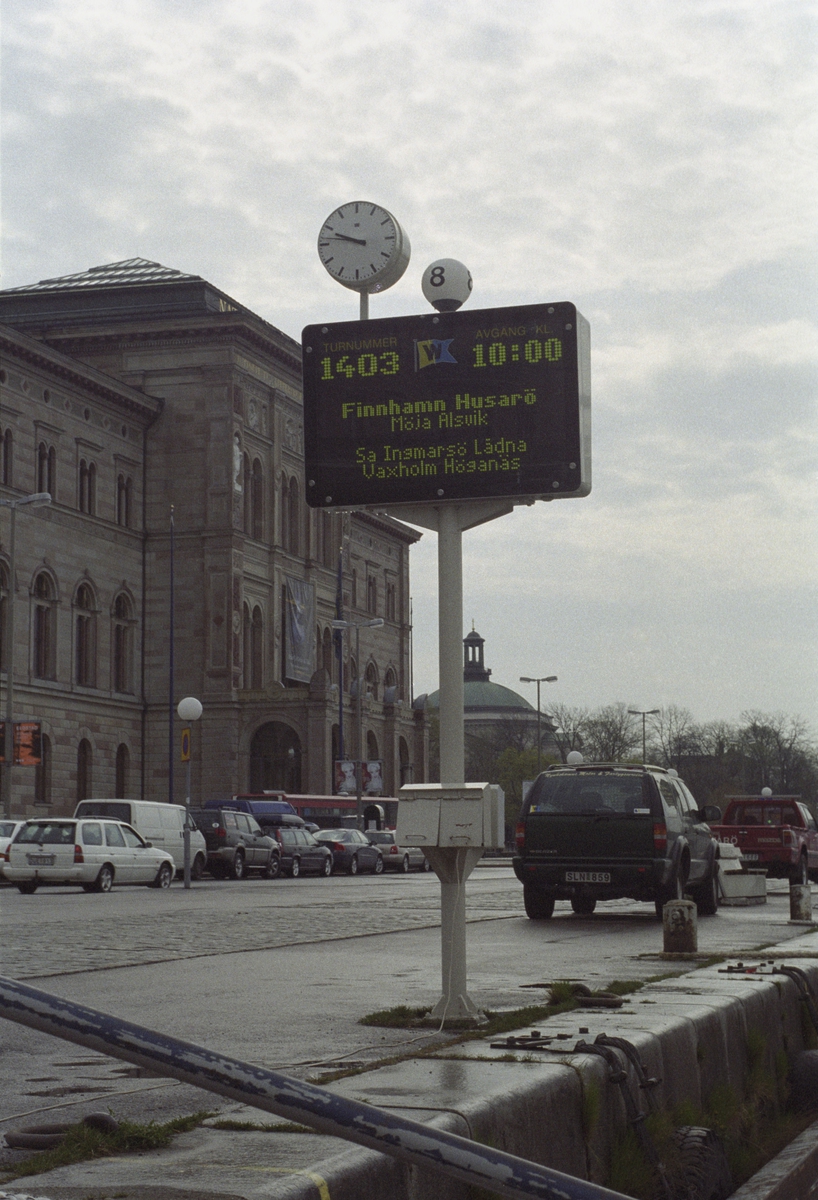 8
TURNUMMER
AVGÅNG KL.
1403
W
10:00
Finnhamn Husarö
Möja Alsvik
Sa Ingmarsö Lådna
Vaxholm Höganäs